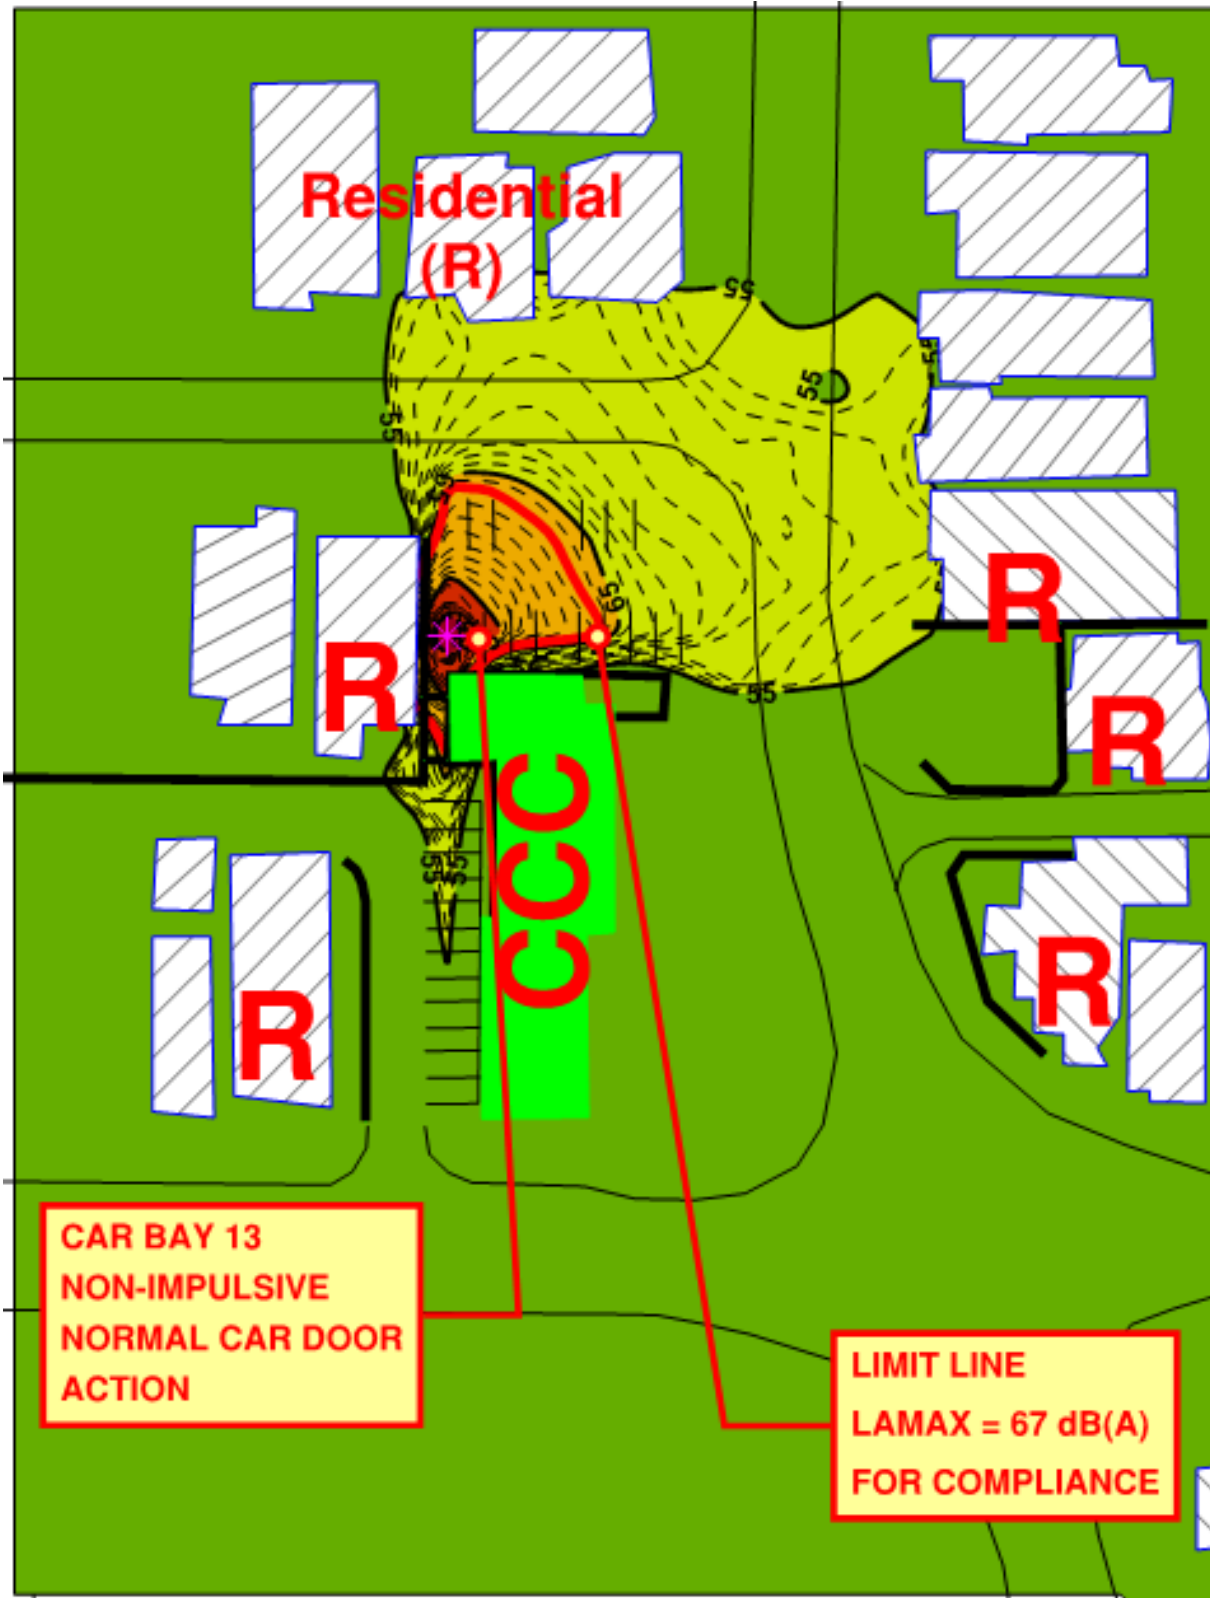 Residential
(R)
55
55
55
55
65
65
R
R
R
55
CCC
55
55
R
R
CAR BAY 13
NON-IMPULSIVE
NORMAL CAR DOOR
ACTION
LIMIT LINE
LAMAX = 67 dB(A)
FOR COMPLIANCE